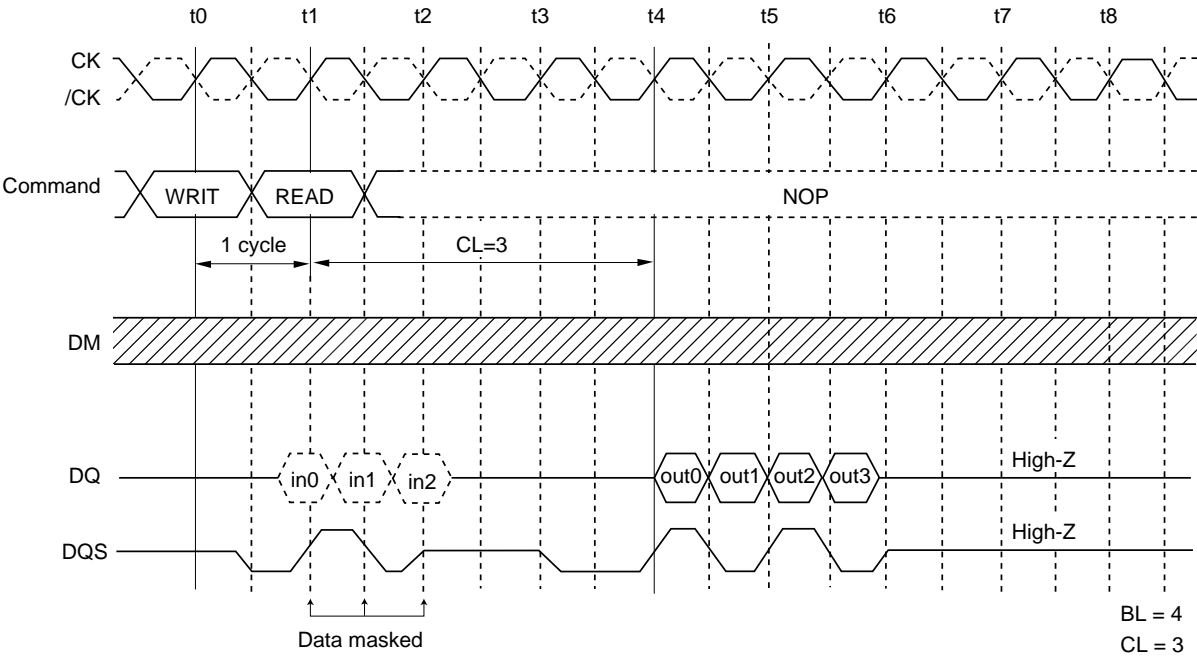 t0 t1 t2 t3 t4 t5 t6 t7 t8
CK
/CK
Command WRIT READ NOP
1 cycle CL=3
DM
DQ in0 in1 in2 out0 out1 out2 out3 High-Z
DQS High-Z
Data masked
BL = 4
CL = 3